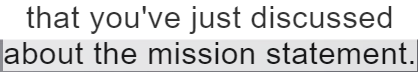 that you've just discussed
about the mission statement.